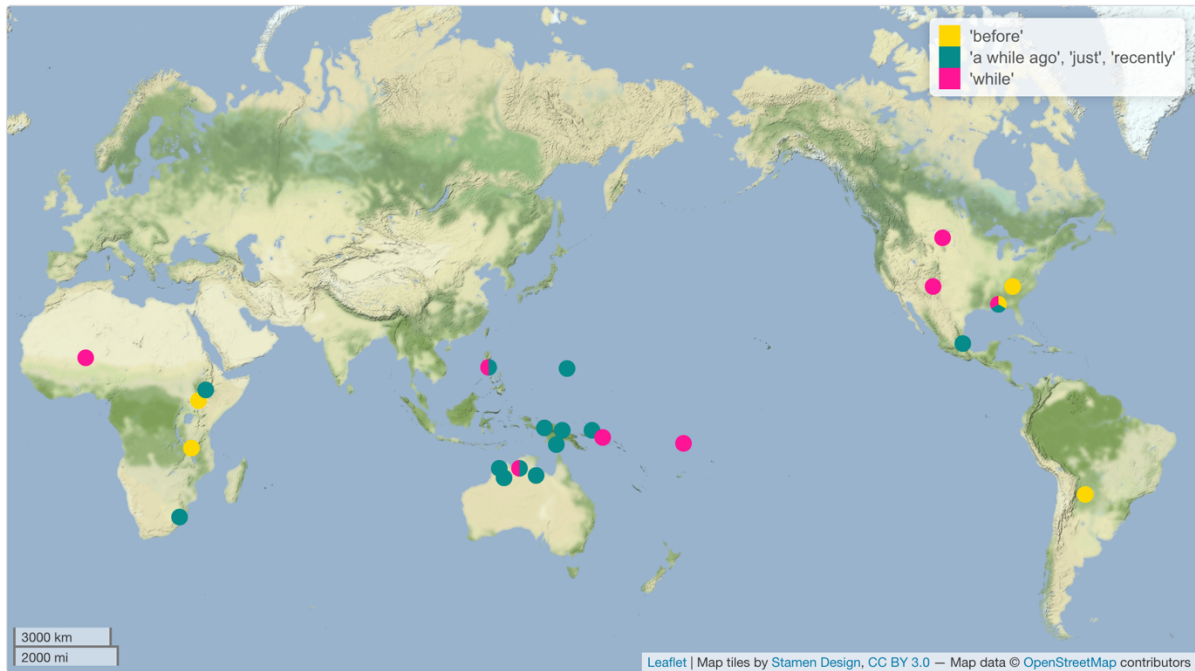 'before'
'a while ago', 'just', 'recently'
'while'
3000 km
2000 mi
Leaflet | Map tiles by Stamen Design, CC BY 3.0 — Map data © OpenStreetMap contributors